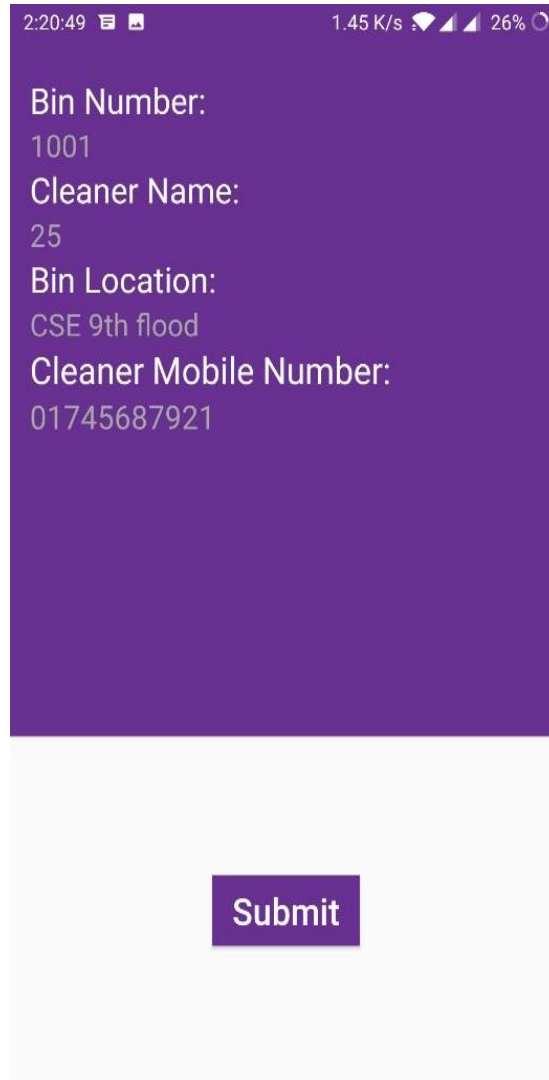 2:20:49 1.45 K/s 26%
Bin Number:
1001
Cleaner Name:
25
Bin Location:
CSE 9th flood
Cleaner Mobile Number:
01745687921
Submit